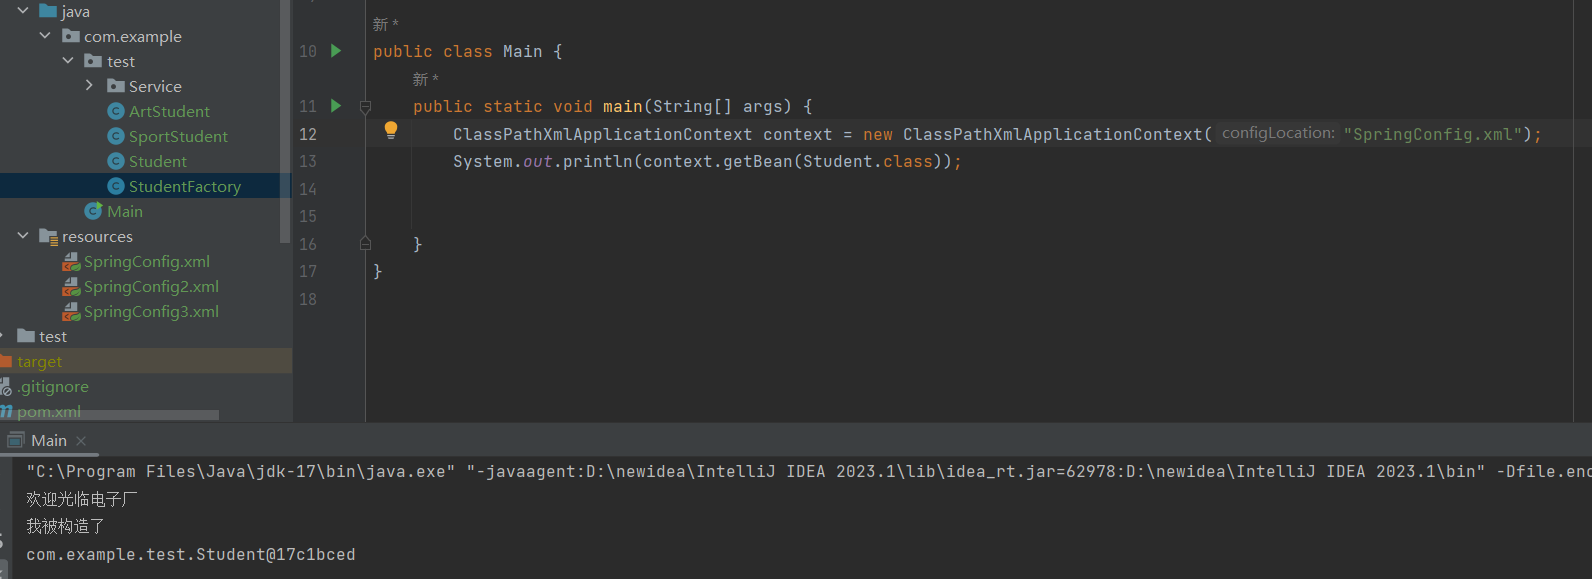 java
com.example
test
Service
ArtStudent
SportStudent
Student
StudentFactory
Main
resources
SpringConfig.xml
SpringConfig2.xml
SpringConfig3.xml
test
target
.gitignore
pom.xml
新 *
10 public class Main {
新 *
11 public static void main(String[] args) {
12 ClassPathXmlApplicationContext context = new ClassPathXmlApplicationContext( configLocation: "SpringConfig.xml");
13 System.out.println(context.getBean(Student.class));
14
15
16 }
17 }
18
Main
"C:\Program Files\Java\jdk-17\bin\java.exe" "-javaagent:D:\newidea\IntelliJ IDEA 2023.1\lib\idea_rt.jar=62978:D:\newidea\IntelliJ IDEA 2023.1\bin" -Dfile.enc
欢迎光临电子厂
我被构造了
com.example.test.Student@17c1bced